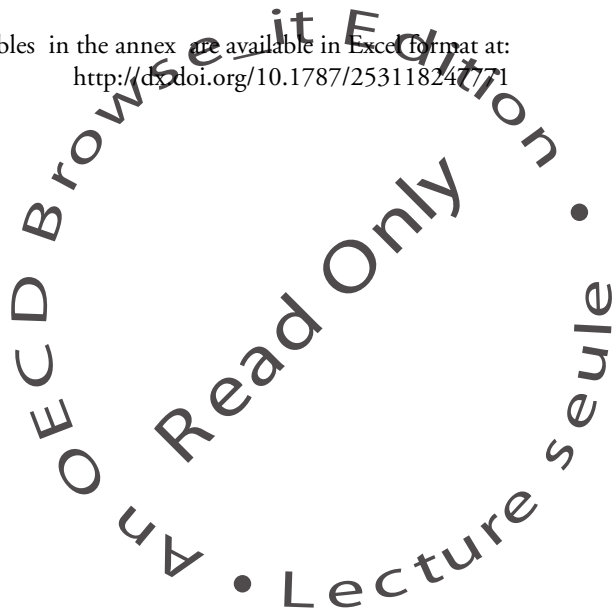 bles in the annex are available in Excel format at:
http://dx.doi.org/10.1787/253118247771
An OECD Browse_it Edition • Lecture seule •
Read Only